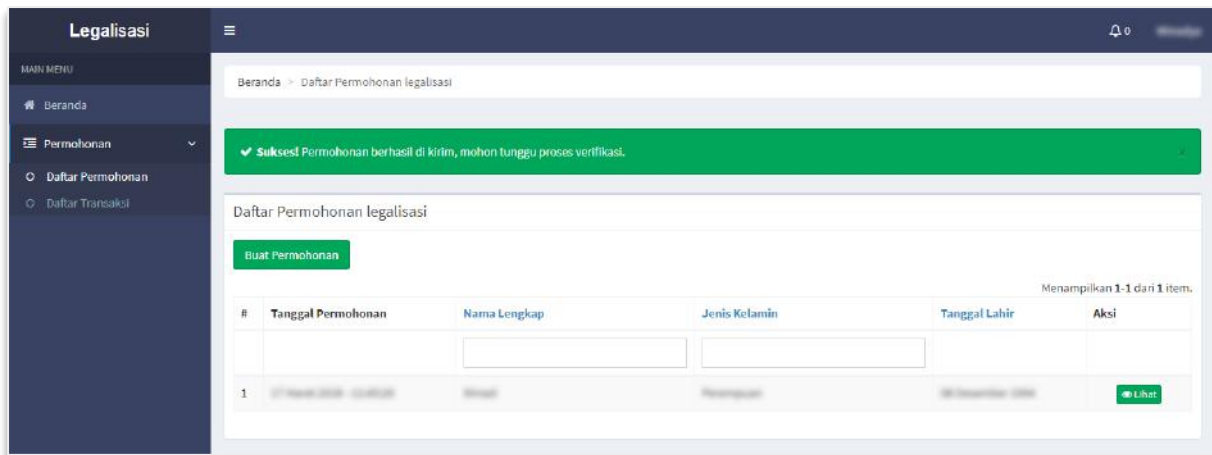 Legalisasi
0
MAIN MENU
Beranda
Permohonan
Daftar Permohonan
Daftar Transaksi
Beranda > Daftar Permohonan legalisasi
Sukses! Permohonan berhasil di kirim, mohon tunggu proses verifikasi.
x
Daftar Permohonan legalisasi
Buat Permohonan
Menampilkan 1-1 dari 1 item.
# Tanggal Permohonan Nama Lengkap Jenis Kelamin Tanggal Lahir Aksi
1 Lihat